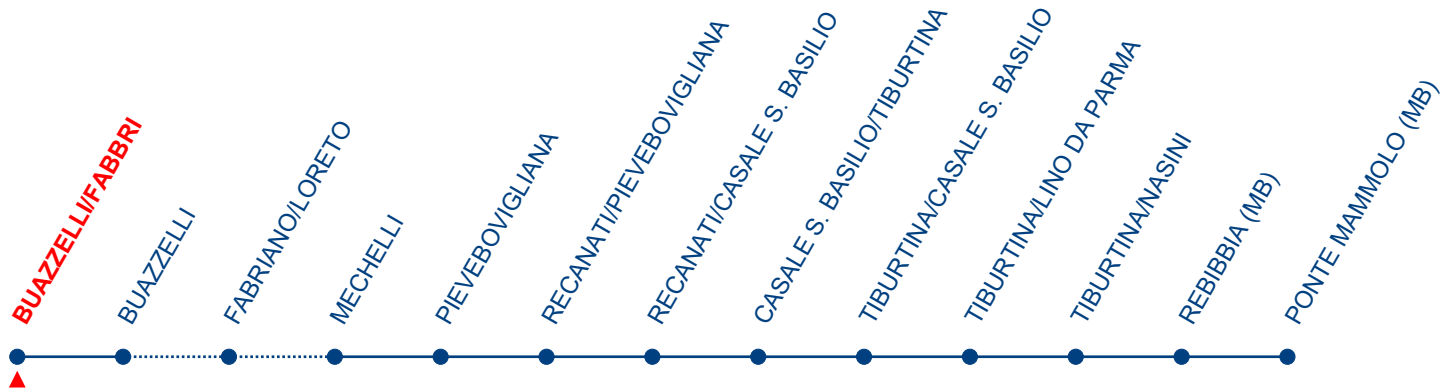 BUAZZELLI/FABBRI
BUAZZELLI
FABRIANO/LORETO
MECHELLI
PIEVEBOVIGLIANA
RECANATI/PIEVEBOVIGLIANA
RECANATI/CASALE S. BASILIO
CASALE S. BASILIO/TIBURTINA
TIBURTINA/CASALE S. BASILIO
TIBURTINA/LINO DA PARMA
TIBURTINA/NASINI
REBIBBIA (MB)
PONTE MAMMOLO (MB)